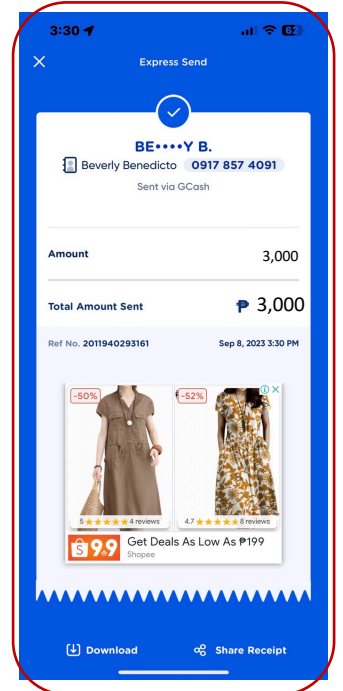 3:30 62
Express Send
BE••••Y B.
Beverly Benedicto 0917 857 4091
Sent via GCash
Amount 3,000
Total Amount Sent ₱ 3,000
Ref No. 2011940293161 Sep 8, 2023 3:30 PM
-50% -52%
5 ★★★★★ 4 reviews 4.7 ★★★★★ 8 reviews
S 9.9 Get Deals As Low As ₱199
Shopee
Download Share Receipt